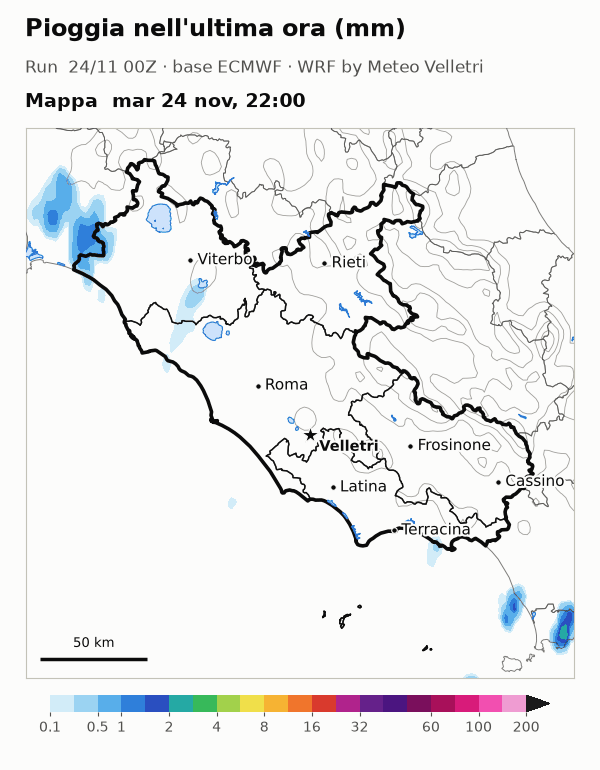 Pioggia nell'ultima ora (mm)
Run  24/11 00Z · base ECMWF · WRF by Meteo Velletri
Mappa  mar 24 nov, 22:00
Viterbo
Rieti
Roma
Velletri
Frosinone
Latina
Cassino
Terracina
50 km
0.1 0.5 1 2 4 8 16 32 60 100 200